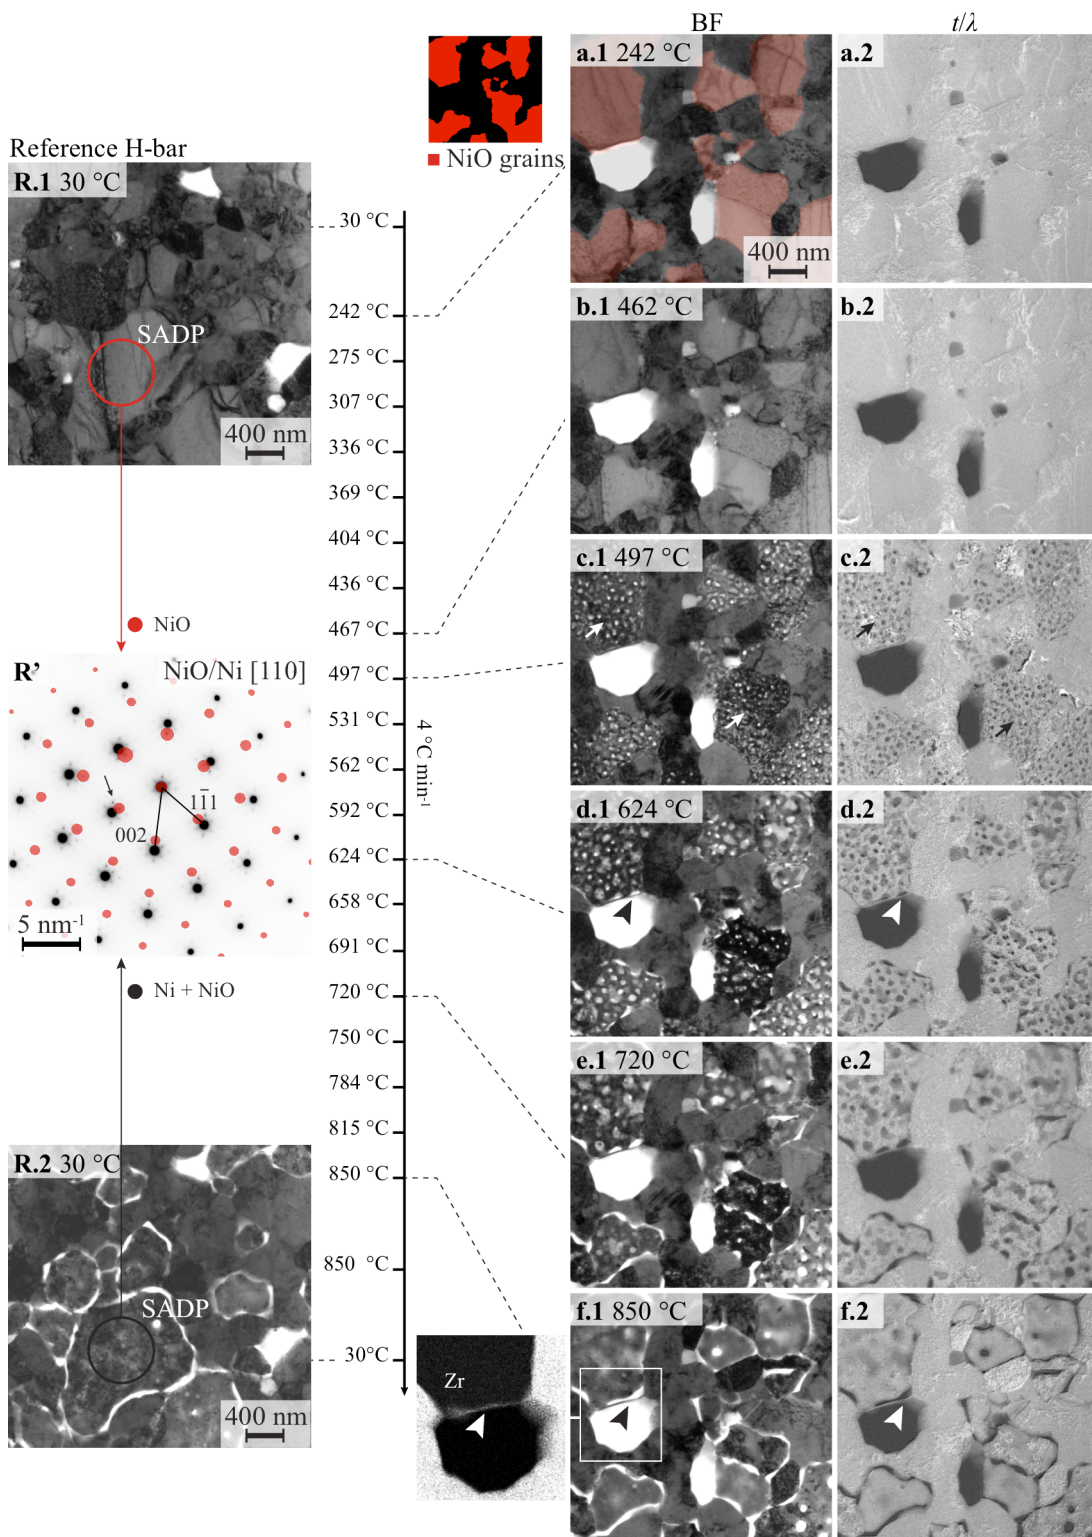 BF
t/λ
a.1 242 °C
a.2
NiO grains
400 nm
Reference H-bar
R.1 30 °C
SADP
400 nm
30 °C
242 °C
275 °C
307 °C
336 °C
369 °C
404 °C
436 °C
467 °C
497 °C
531 °C
562 °C
592 °C
624 °C
658 °C
691 °C
720 °C
750 °C
784 °C
815 °C
850 °C
850 °C
30°C
4 °C min-1
b.1 462 °C
b.2
c.1 497 °C
c.2
NiO
R’ NiO/Ni [110]
11̄1
002
5 nm-1
Ni + NiO
d.1 624 °C
d.2
e.1 720 °C
e.2
R.2 30 °C
SADP
400 nm
f.1 850 °C
f.2
Zr